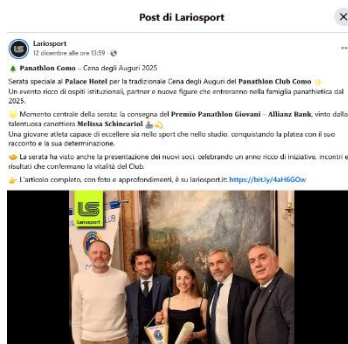 Post di Lariosport
Lariosport
12 dicembre alle ore 13:59
🎄 Panathlon Como – Cena degli Auguri 2025
Serata speciale al Palace Hotel per la tradizionale Cena degli Auguri del Panathlon Club Como ✨
Un evento ricco di ospiti istituzionali, partner e nuove figure che entreranno nella famiglia panathletica dal
2025.
🌟 Momento centrale della serata: la consegna del Premio Panathlon Giovani – Allianz Bank, vinto dalla
talentuosa canottiera Melissa Schincariol 🚣💫
Una giovane atleta capace di eccellere sia nello sport che nello studio, conquistando la platea con il suo
racconto e la sua determinazione.
🤝 La serata ha visto anche la presentazione dei nuovi soci, celebrando un anno ricco di iniziative, incontri e
risultati che confermano la vitalità del Club.
👉 L'articolo completo, con foto e approfondimenti, è su lariosport.it: https://bit.ly/4aH6GOw
LS